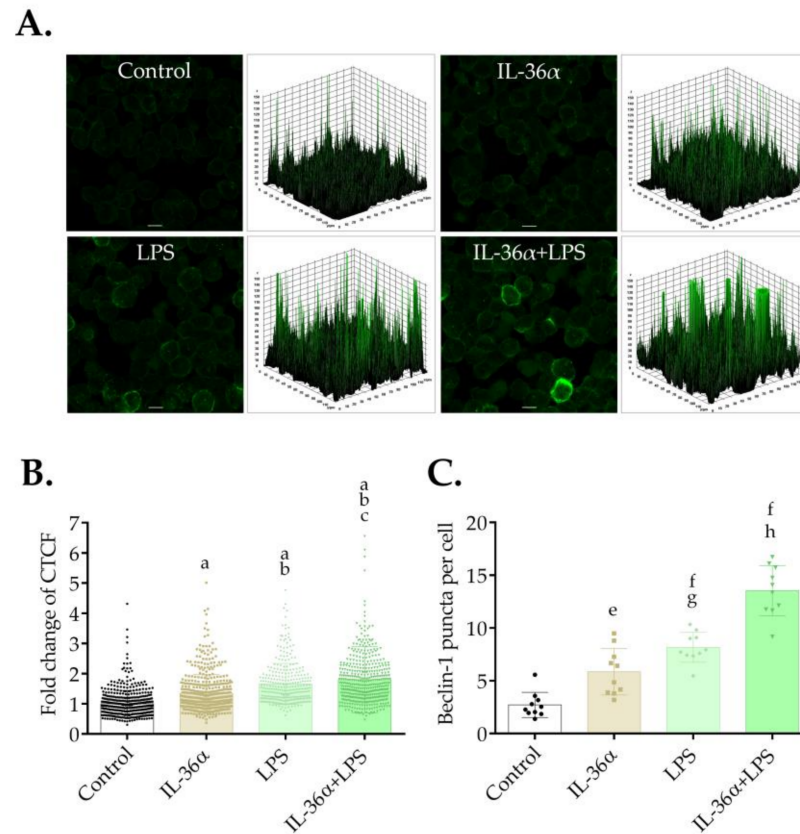 A.
Control
IL-36α
LPS
IL-36α+LPS
B.
Fold change of CTCF
7
6
5
4
3
2
1
0
a
a
b
a
b
c
Control
IL-36α
LPS
IL-36α+LPS
C.
Beclin-1 puncta per cell
20
15
10
5
0
e
f
g
f
h
Control
IL-36α
LPS
IL-36α+LPS